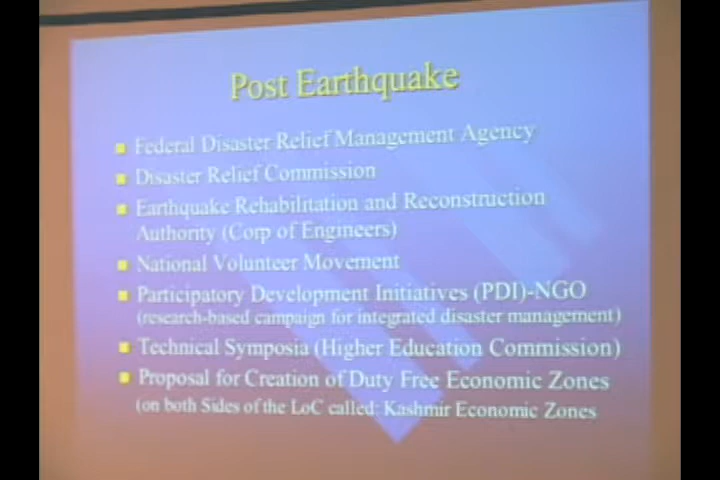 Post Earthquake
Federal Disaster Relief Management Agency
Disaster Relief Commission
Earthquake Rehabilitation and Reconstruction
Authority (Corp of Engineers)
National Volunteer Movement
Participatory Development Initiatives (PDI)-NGO
(research-based campaign for integrated disaster management)
Technical Symposia (Higher Education Commission)
Proposal for Creation of Duty Free Economic Zones
(on both Sides of the LoC called: Kashmir Economic Zones